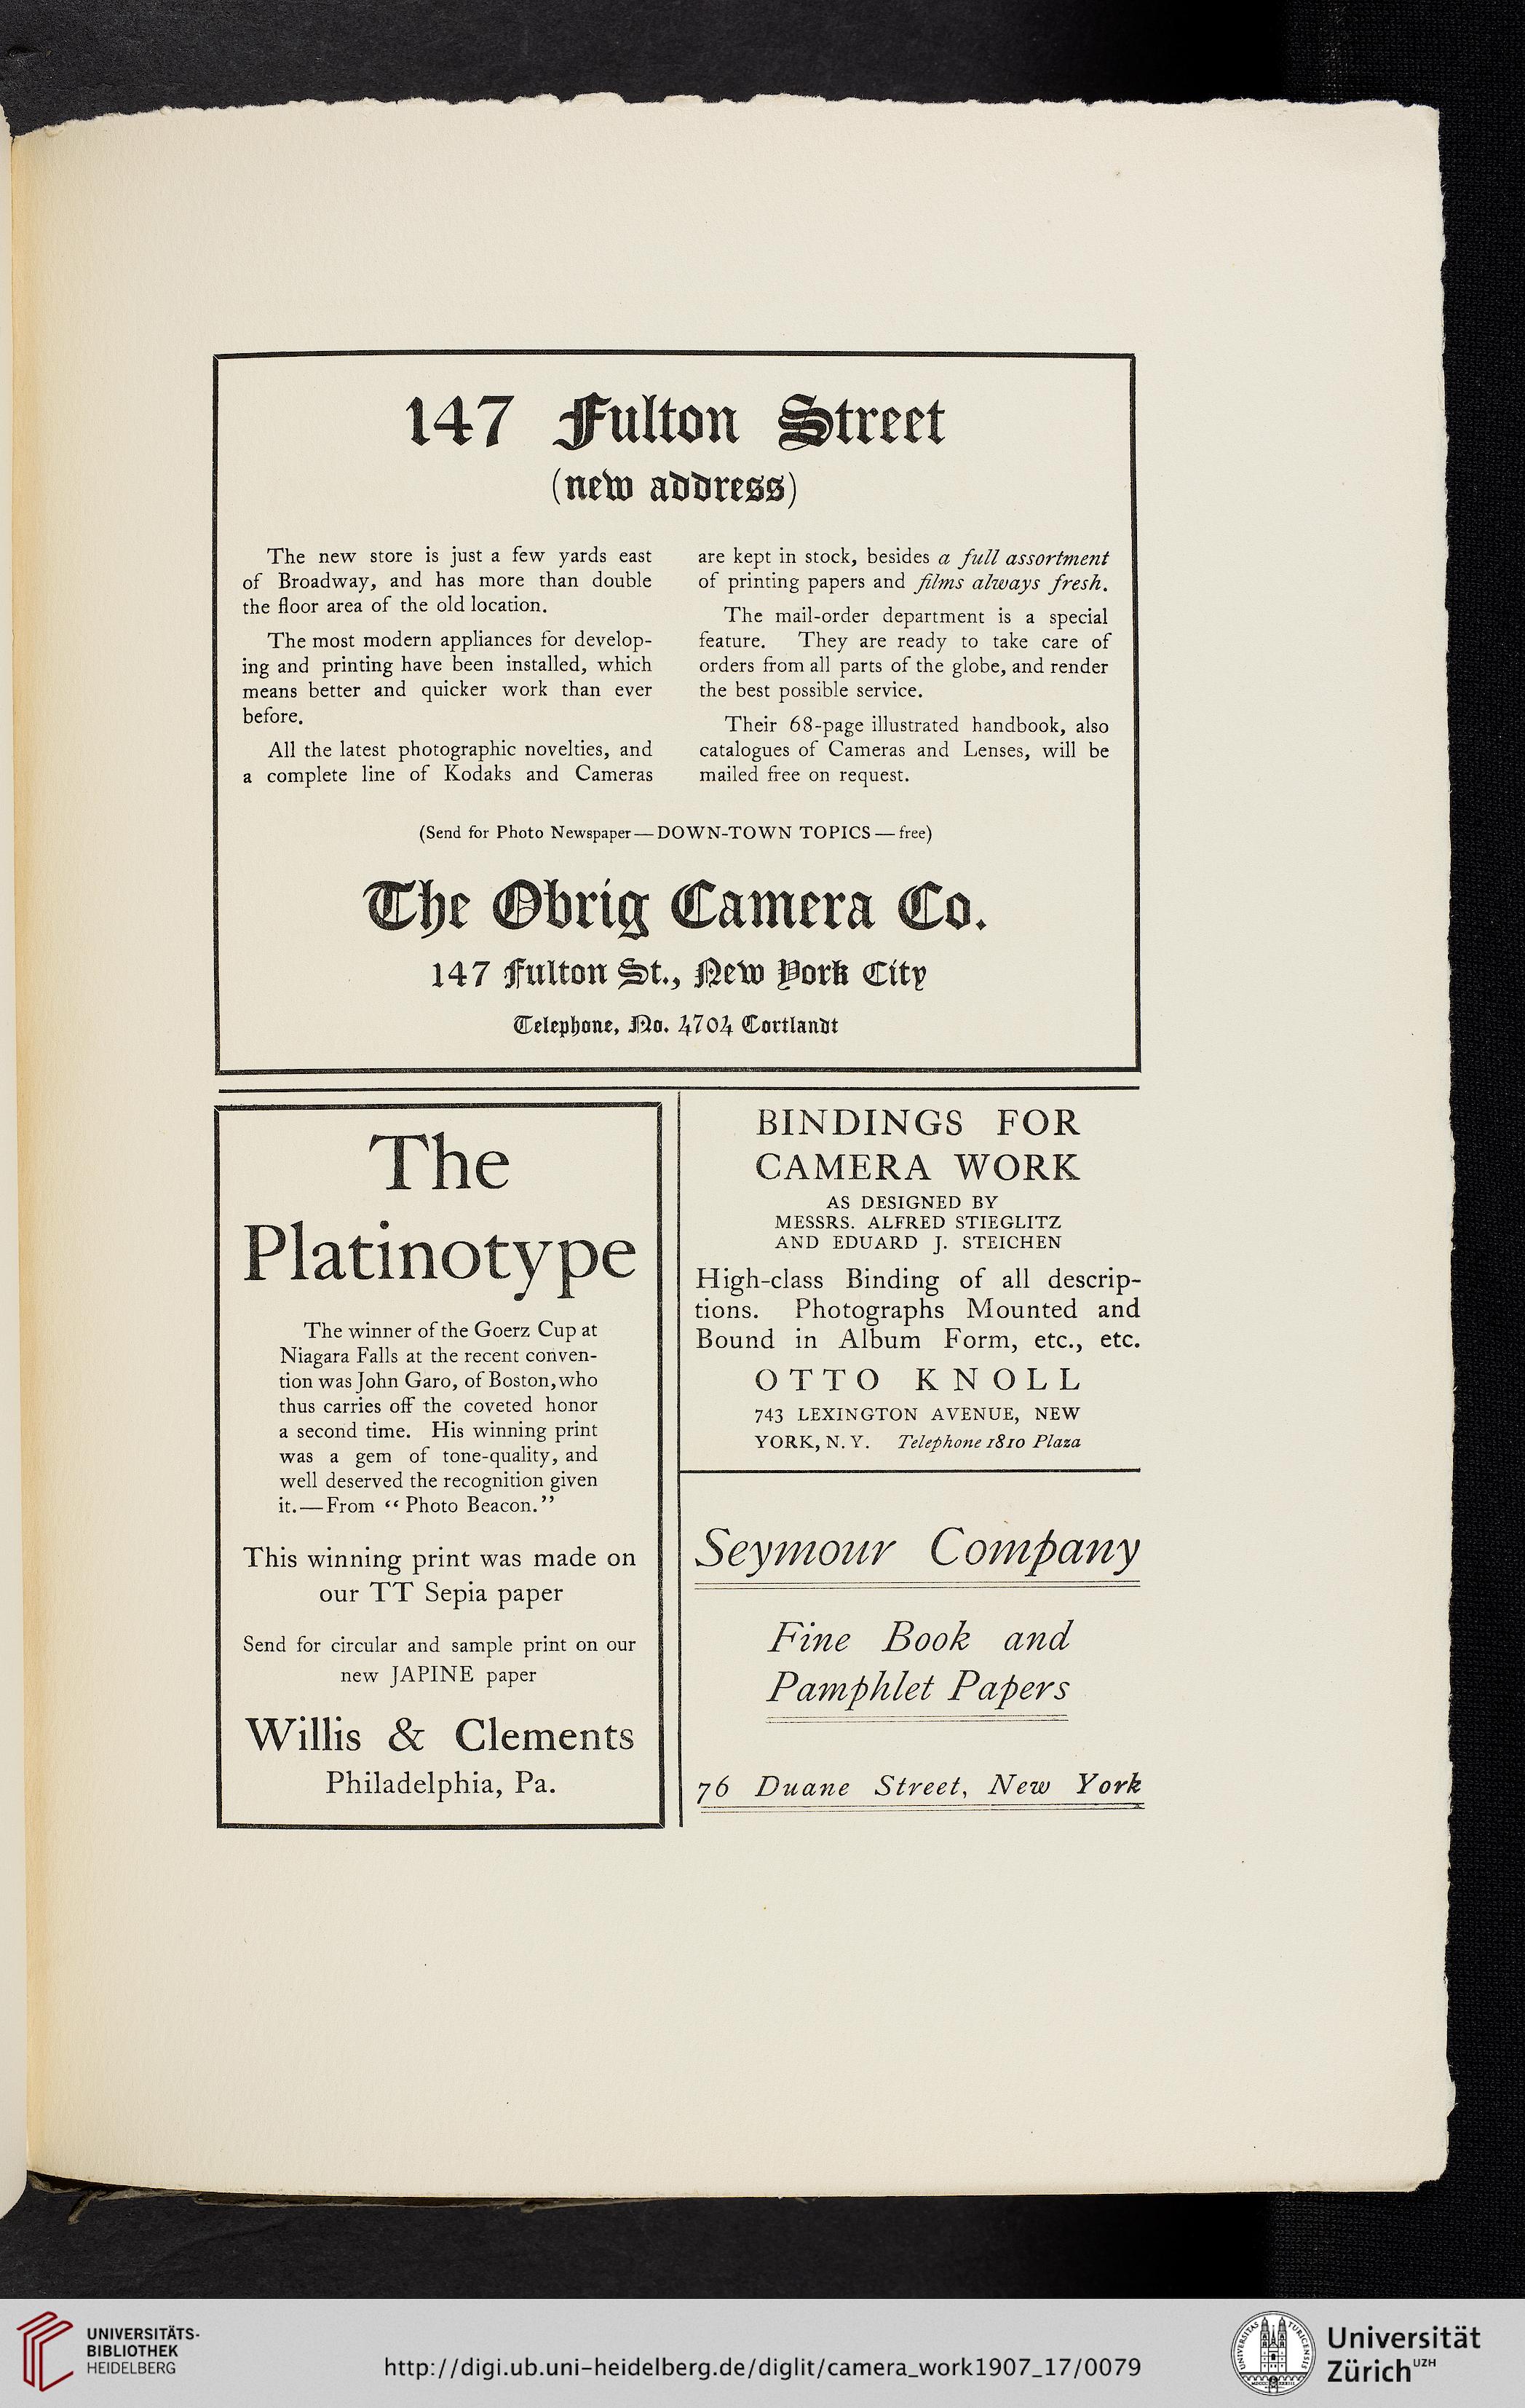 147 Fulton Street
(new address)
The new store is just a few yards east
of Broadway, and has more than double
the floor area of the old location.
The most modern appliances for develop-
ing and printing have been installed, which
means better and quicker work than ever
before.
All the latest photographic novelties, and
a complete line of Kodaks and Cameras
are kept in stock, besides a full assortment
of printing papers and films always fresh.
The mail-order department is a special
feature. They are ready to take care of
orders from all parts of the globe, and render
the best possible service.
Their 68-page illustrated handbook, also
catalogues of Cameras and Lenses, will be
mailed free on request.
(Send for Photo Newspaper—DOWN-TOWN TOPICS—free)
The Obrig Camera Co.
147 Fulton St., New York City
Telephone, No. 4704 Cortlandt
The
Platinotype
The winner of the Goerz Cup at
Niagara Falls at the recent conven-
tion was John Garo, of Boston, who
thus carries off the coveted honor
a second time. His winning print
was a gem of tone-quality, and
well deserved the recognition given
it.—From “Photo Beacon.”
This winning print was made on
our TT Sepia paper
Send for circular and sample print on our
new JAPINE paper
Willis & Clements
Philadelphia, Pa.
BINDINGS FOR
CAMERA WORK
AS DESIGNED BY
MESSRS. ALFRED STIEGLITZ
AND EDUARD J. STEICHEN
High-class Binding of all descrip-
tions. Photographs Mounted and
Bound in Album Form, etc., etc.
OTTO KNOLL
743 LEXINGTON AVENUE, NEW
YORK, N. Y. Telephone 1810 Plaza
Seymour Company
Fine Book and
Pamphlet Papers
76 Duane Street, New York
UNIVERSITÄTS-
BIBLIOTHEK
HEIDELBERG
http://digi.ub.uni-heidelberg.de/diglit/camera_work1907_17/0079
Universität
Zürich UZH